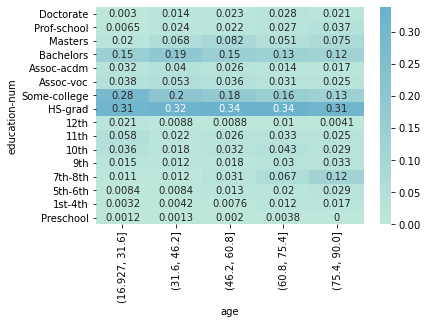 Doctorate 0.003 0.014 0.023 0.028 0.021
Prof-school 0.0065 0.024 0.022 0.027 0.037
Masters 0.02 0.068 0.082 0.051 0.075
Bachelors 0.15 0.19 0.15 0.13 0.12
Assoc-acdm 0.032 0.04 0.026 0.014 0.017
Assoc-voc 0.038 0.053 0.036 0.031 0.025
Some-college 0.28 0.2 0.18 0.16 0.13
HS-grad 0.31 0.32 0.34 0.34 0.31
12th 0.021 0.0088 0.0088 0.01 0.0041
11th 0.058 0.022 0.026 0.033 0.025
10th 0.036 0.018 0.032 0.043 0.029
9th 0.015 0.012 0.018 0.03 0.033
7th-8th 0.011 0.012 0.031 0.067 0.12
5th-6th 0.0084 0.0084 0.013 0.02 0.029
1st-4th 0.0032 0.0042 0.0076 0.012 0.017
Preschool 0.0012 0.0013 0.002 0.0038 0
education-num
(16.927, 31.6] (31.6, 46.2] (46.2, 60.8] (60.8, 75.4] (75.4, 90.0]
age
0.30
0.25
0.20
0.15
0.10
0.05
0.00